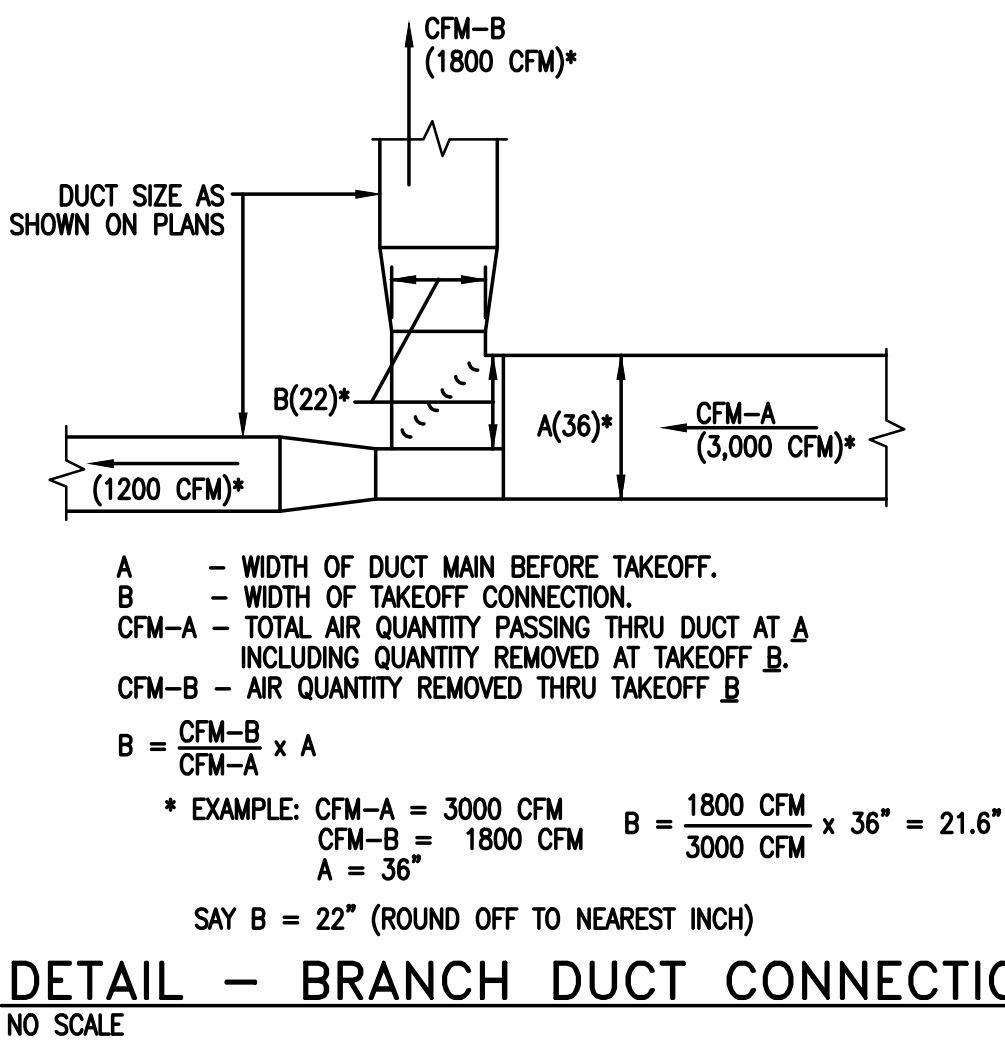 CFM-B
(1800 CFM)*
DUCT SIZE AS
SHOWN ON PLANS
B(22)*
A(36)*
CFM-A
(3,000 CFM)*
(1200 CFM)*
A - WIDTH OF DUCT MAIN BEFORE TAKEOFF.
B - WIDTH OF TAKEOFF CONNECTION.
CFM-A - TOTAL AIR QUANTITY PASSING THRU DUCT AT A
INCLUDING QUANTITY REMOVED AT TAKEOFF B.
CFM-B - AIR QUANTITY REMOVED THRU TAKEOFF B
B = CFM-B / CFM-A x A
* EXAMPLE: CFM-A = 3000 CFM
CFM-B = 1800 CFM
A = 36"
B = 1800 CFM / 3000 CFM x 36" = 21.6"
SAY B = 22" (ROUND OFF TO NEAREST INCH)
DETAIL - BRANCH DUCT CONNECTIO
NO SCALE